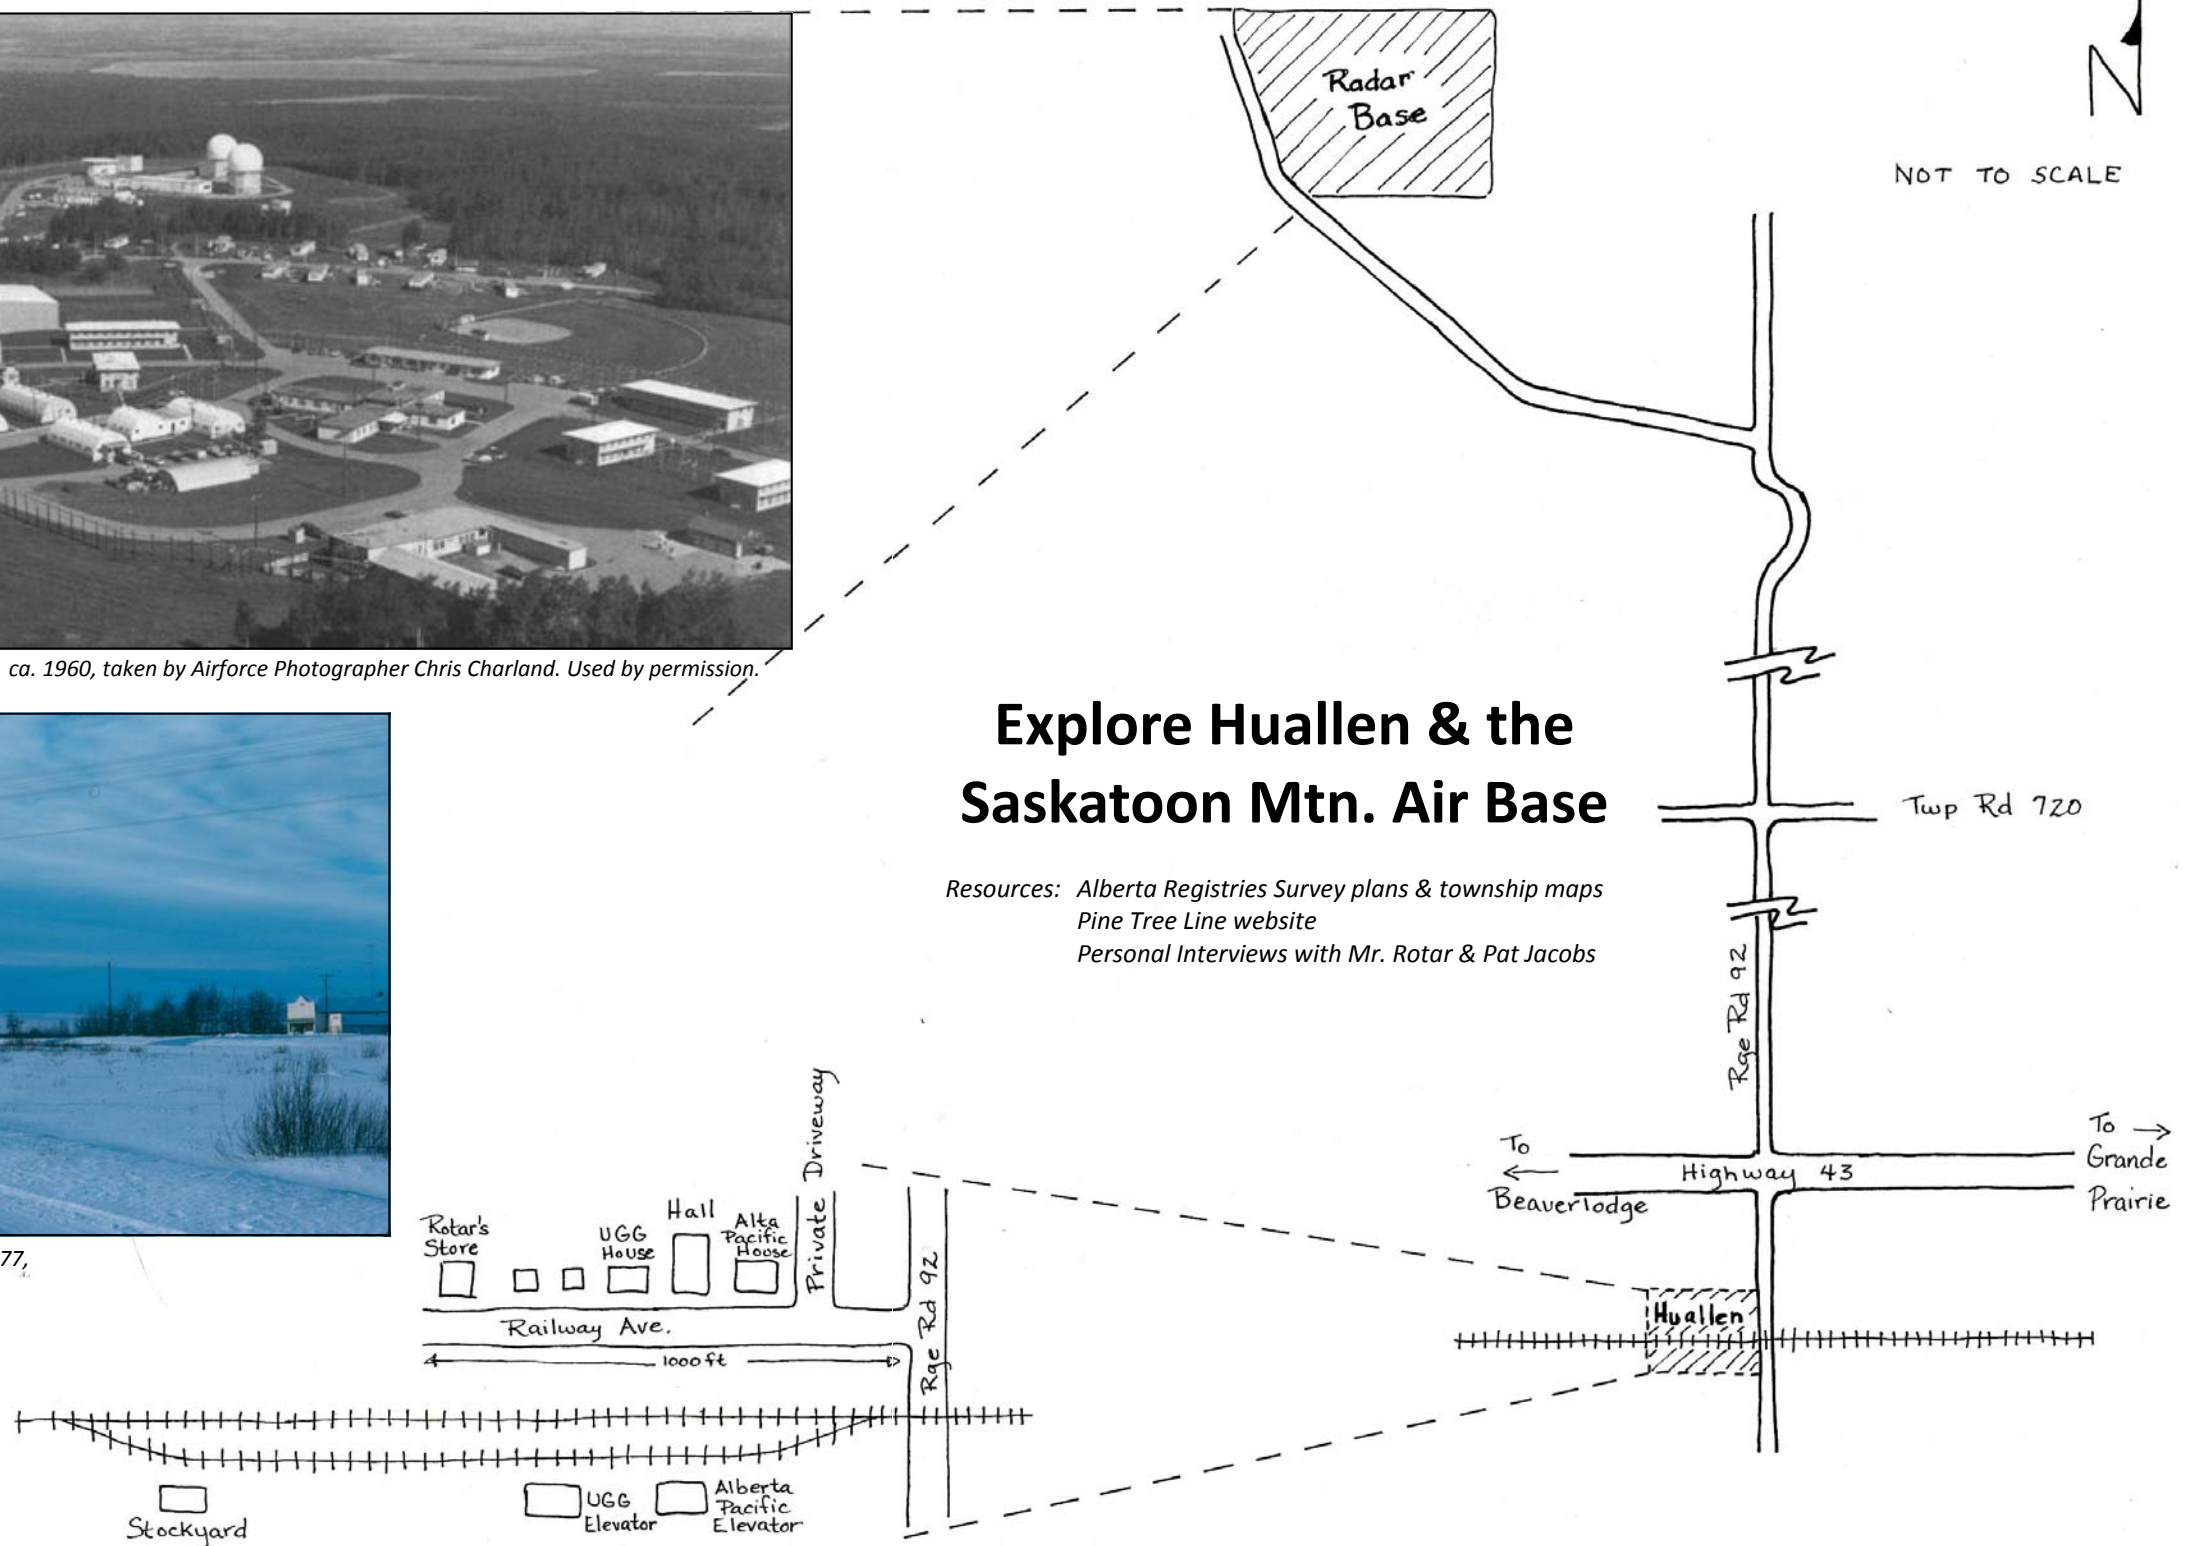 Radar
Base
N
NOT TO SCALE
ca. 1960, taken by Airforce Photographer Chris Charland. Used by permission.
Explore Huallen & the
Saskatoon Mtn. Air Base
Twp Rd 720
Resources: Alberta Registries Survey plans & township maps
Pine Tree Line website
Personal Interviews with Mr. Rotar & Pat Jacobs
Rge Rd 92
To
Beaverlodge
Highway 43
To
Grande
Prairie
Huallen
77,
Rotar's
Store
UGG
House
Hall
Alta
Pacific
House
Private Driveway
Rge Rd 92
Railway Ave.
1000 ft
Stockyard
UGG
Elevator
Alberta
Pacific
Elevator